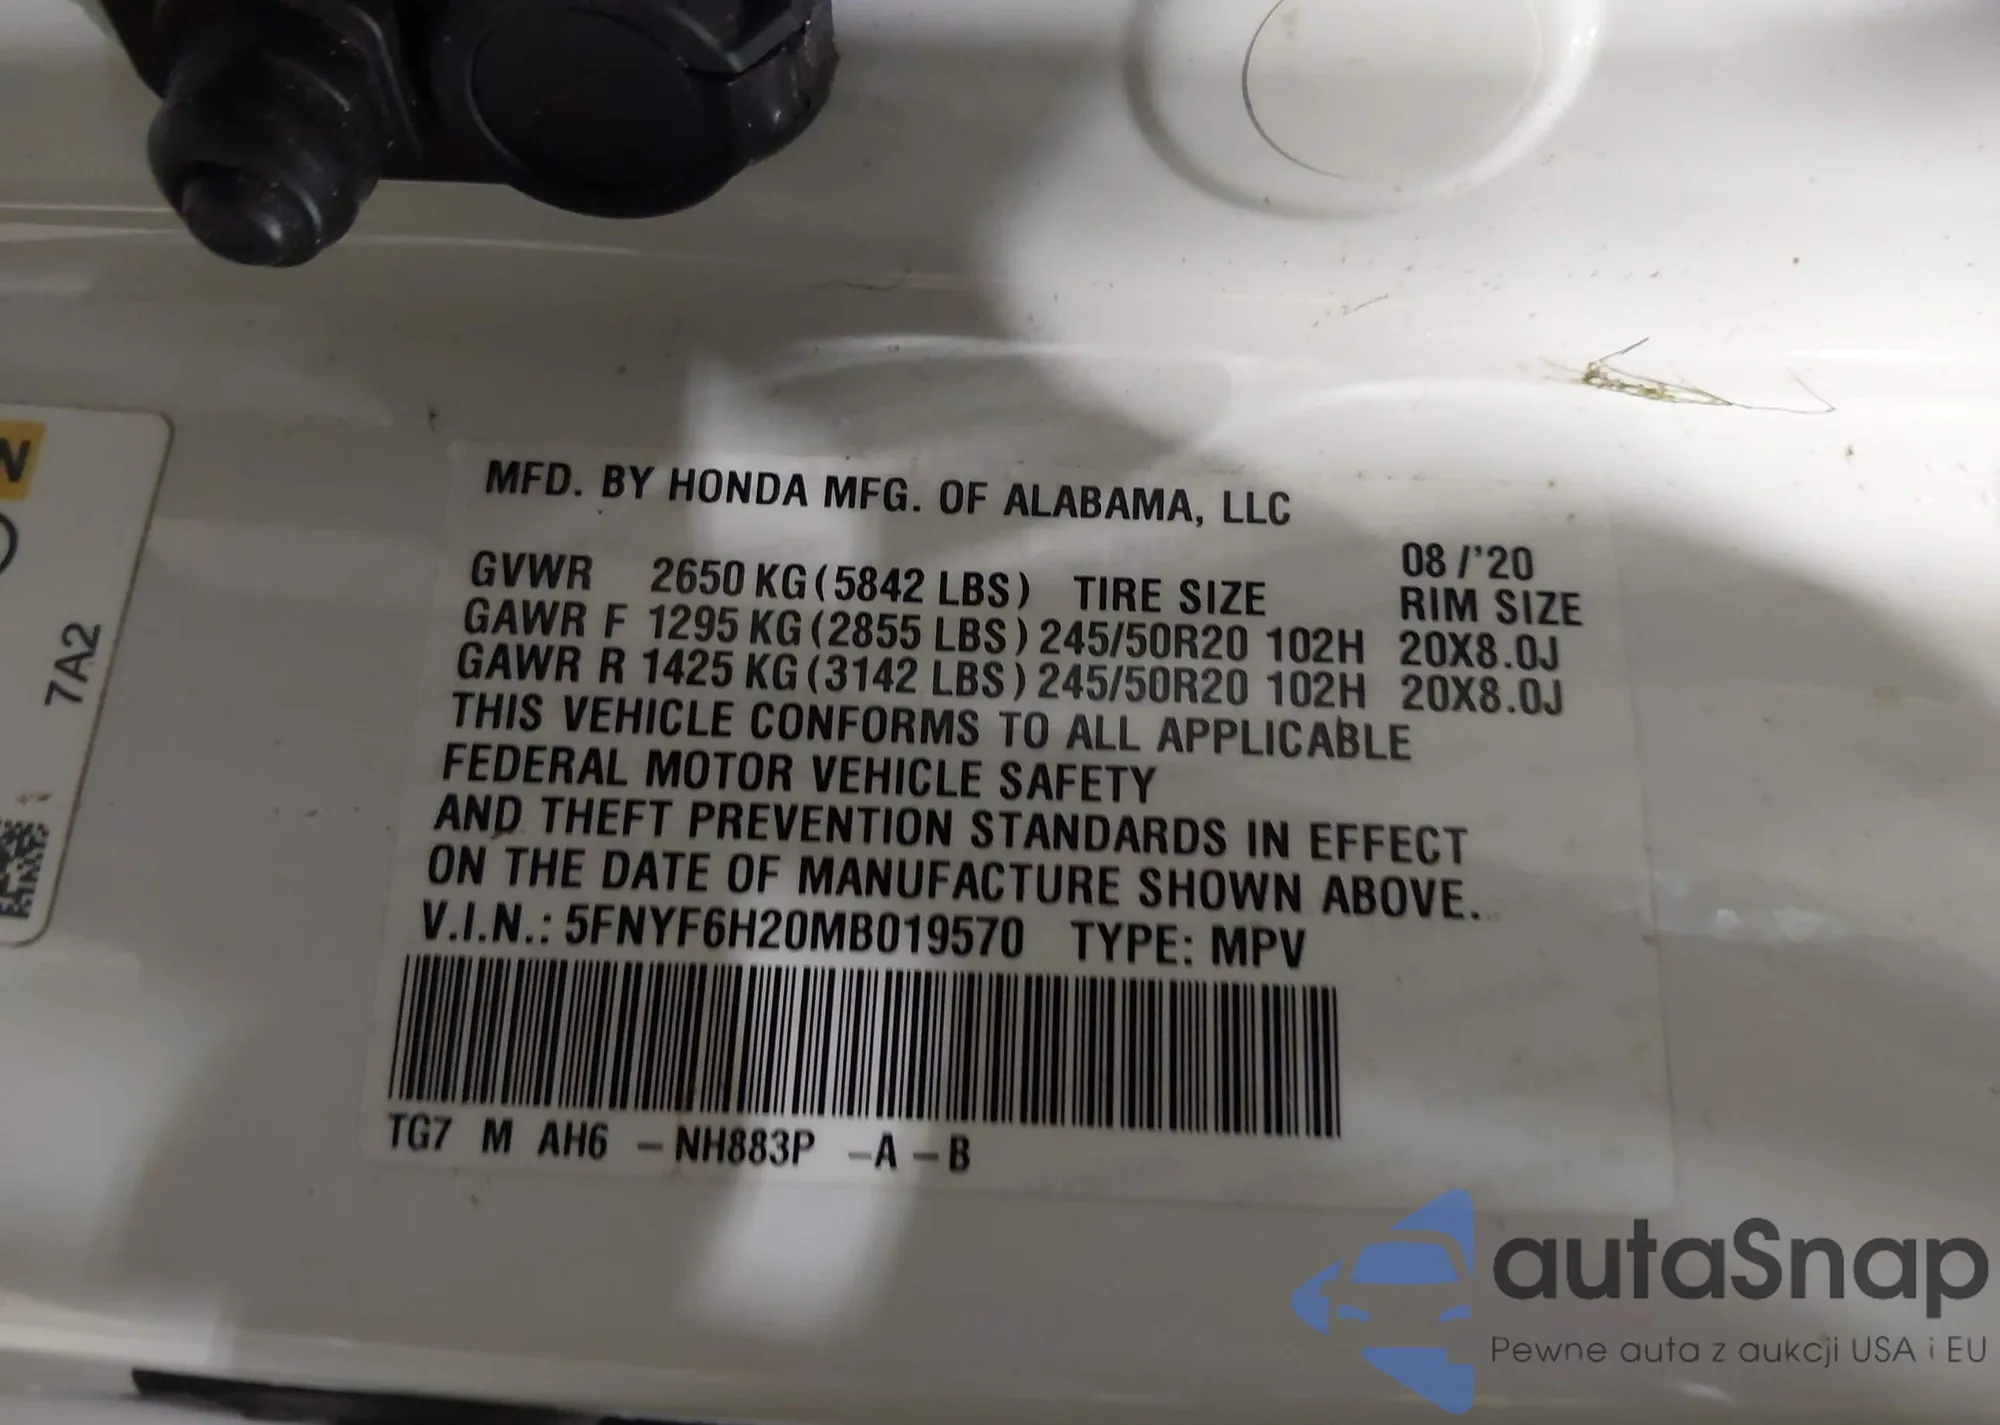 MFD. BY HONDA MFG. OF ALABAMA, LLC
08 /'20
GVWR 2650 KG (5842 LBS) TIRE SIZE RIM SIZE
GAWR F 1295 KG (2855 LBS) 245/50R20 102H 20X8.0J
GAWR R 1425 KG (3142 LBS) 245/50R20 102H 20X8.0J
THIS VEHICLE CONFORMS TO ALL APPLICABLE
FEDERAL MOTOR VEHICLE SAFETY
AND THEFT PREVENTION STANDARDS IN EFFECT
ON THE DATE OF MANUFACTURE SHOWN ABOVE.
V.I.N.: 5FNYF6H20MB019570 TYPE: MPV
TG7 M AH6 – NH883P –A – B
7A2
autaSnap
Pewne auta z aukcji USA i EU